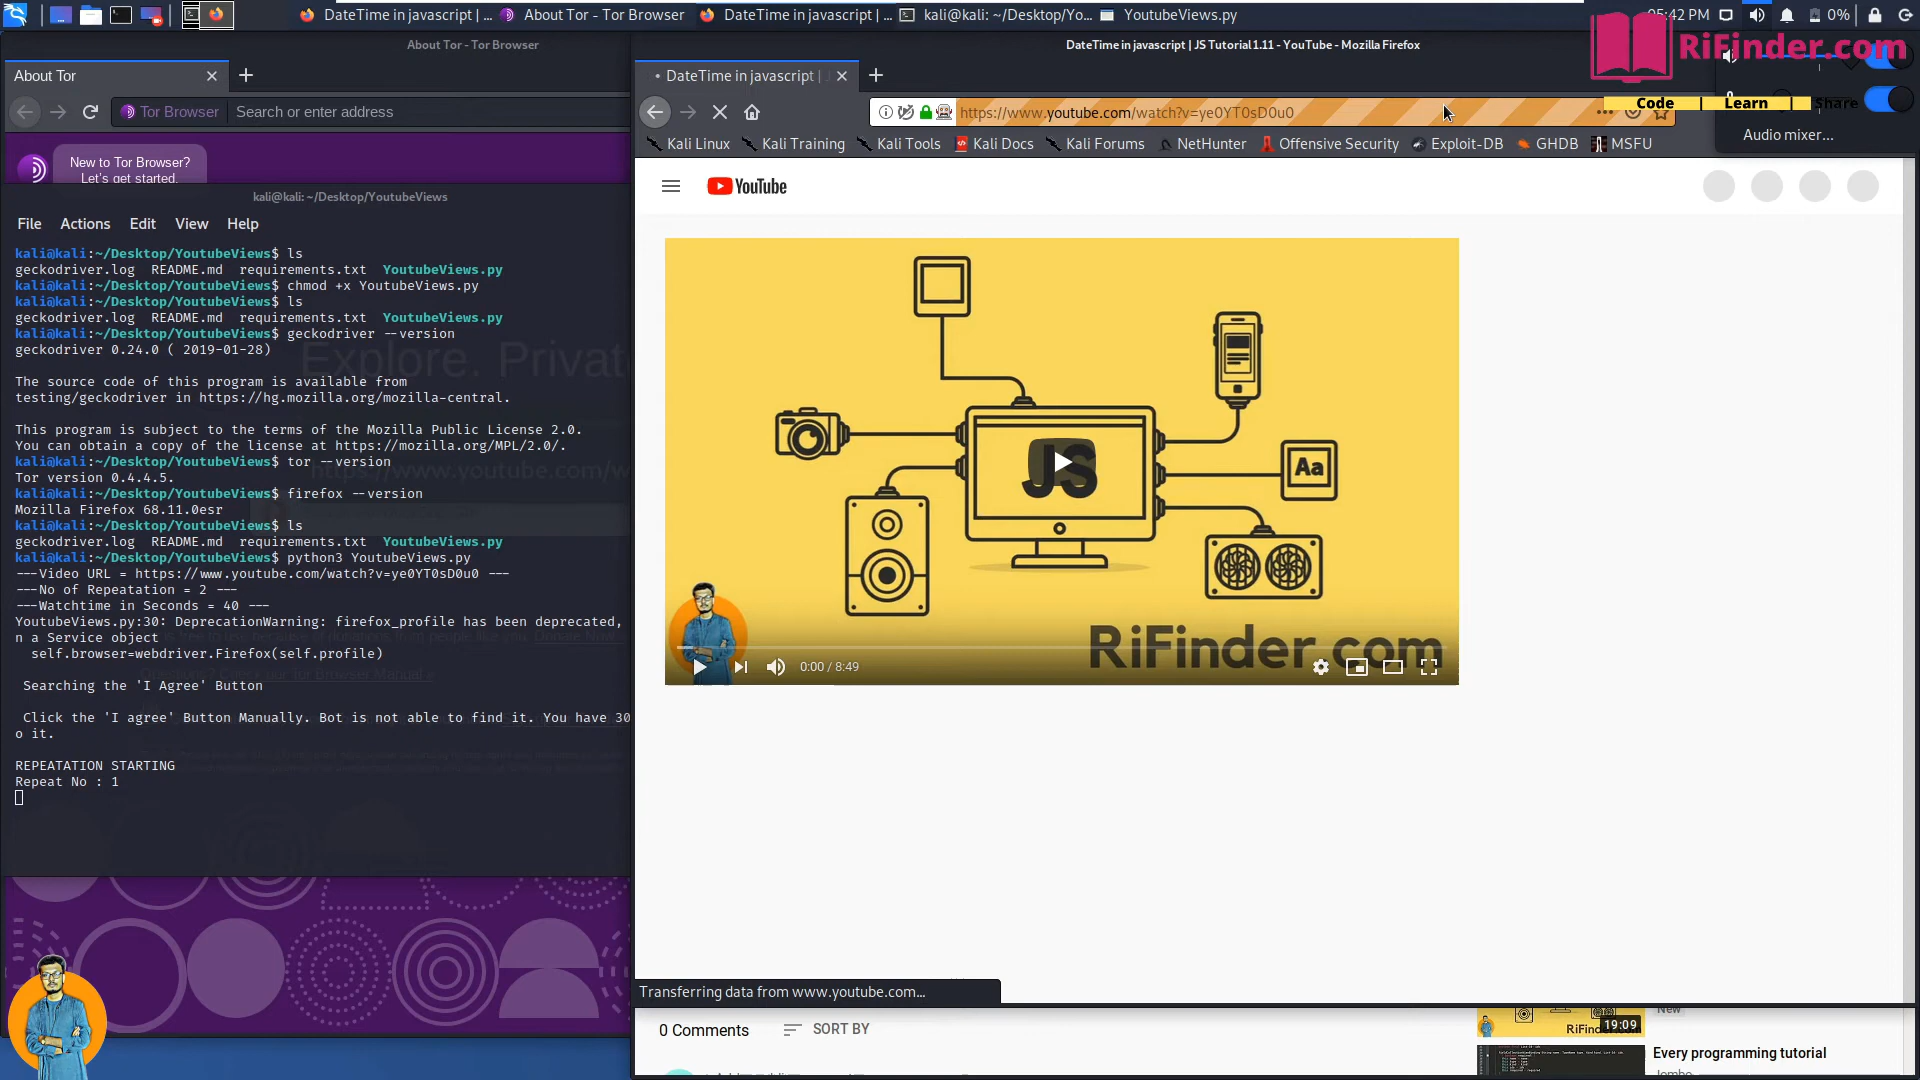 DateTime in javascript | ...
About Tor - Tor Browser
DateTime in javascript | ...
kali@kali: ~/Desktop/Yo...
YoutubeViews.py
05:42 PM
0%
RiFinder.com
Code
Learn
Share
Audio mixer...
About Tor - Tor Browser
About Tor
Tor Browser
Search or enter address
New to Tor Browser?
Let's get started.
DateTime in javascript | JS Tutorial 1.11 - YouTube - Mozilla Firefox
DateTime in javascript |
https://www.youtube.com/watch?v=ye0YT0sD0u0
Kali Linux
Kali Training
Kali Tools
Kali Docs
Kali Forums
NetHunter
Offensive Security
Exploit-DB
GHDB
MSFU
kali@kali: ~/Desktop/YoutubeViews
File
Actions
Edit
View
Help
kali@kali:~/Desktop/YoutubeViews$ ls
geckodriver.log README.md requirements.txt YoutubeViews.py
kali@kali:~/Desktop/YoutubeViews$ chmod +x YoutubeViews.py
kali@kali:~/Desktop/YoutubeViews$ ls
geckodriver.log README.md requirements.txt YoutubeViews.py
kali@kali:~/Desktop/YoutubeViews$ geckodriver --version
geckodriver 0.24.0 ( 2019-01-28)
The source code of this program is available from
testing/geckodriver in https://hg.mozilla.org/mozilla-central.
This program is subject to the terms of the Mozilla Public License 2.0.
You can obtain a copy of the license at https://mozilla.org/MPL/2.0/.
kali@kali:~/Desktop/YoutubeViews$ tor --version
Tor version 0.4.4.5.
kali@kali:~/Desktop/YoutubeViews$ firefox --version
Mozilla Firefox 68.11.0esr
kali@kali:~/Desktop/YoutubeViews$ ls
geckodriver.log README.md requirements.txt YoutubeViews.py
kali@kali:~/Desktop/YoutubeViews$ python3 YoutubeViews.py
---Video URL = https://www.youtube.com/watch?v=ye0YT0sD0u0 ---
---No of Repeatation = 2 ---
---Watchtime in Seconds = 40 ---
YoutubeViews.py:30: DeprecationWarning: firefox_profile has been deprecated,
n a Service object
self.browser=webdriver.Firefox(self.profile)
Searching the 'I Agree' Button
Click the 'I agree' Button Manually. Bot is not able to find it. You have 30
o it.
REPEATATION STARTING
Repeat No : 1
Explore. Privat
https://www.youtube.com/w
YouTube
JS
Aa
RiFinder.com
0:00 / 8:49
Transferring data from www.youtube.com...
0 Comments
SORT BY
New
19:09
Every programming tutorial